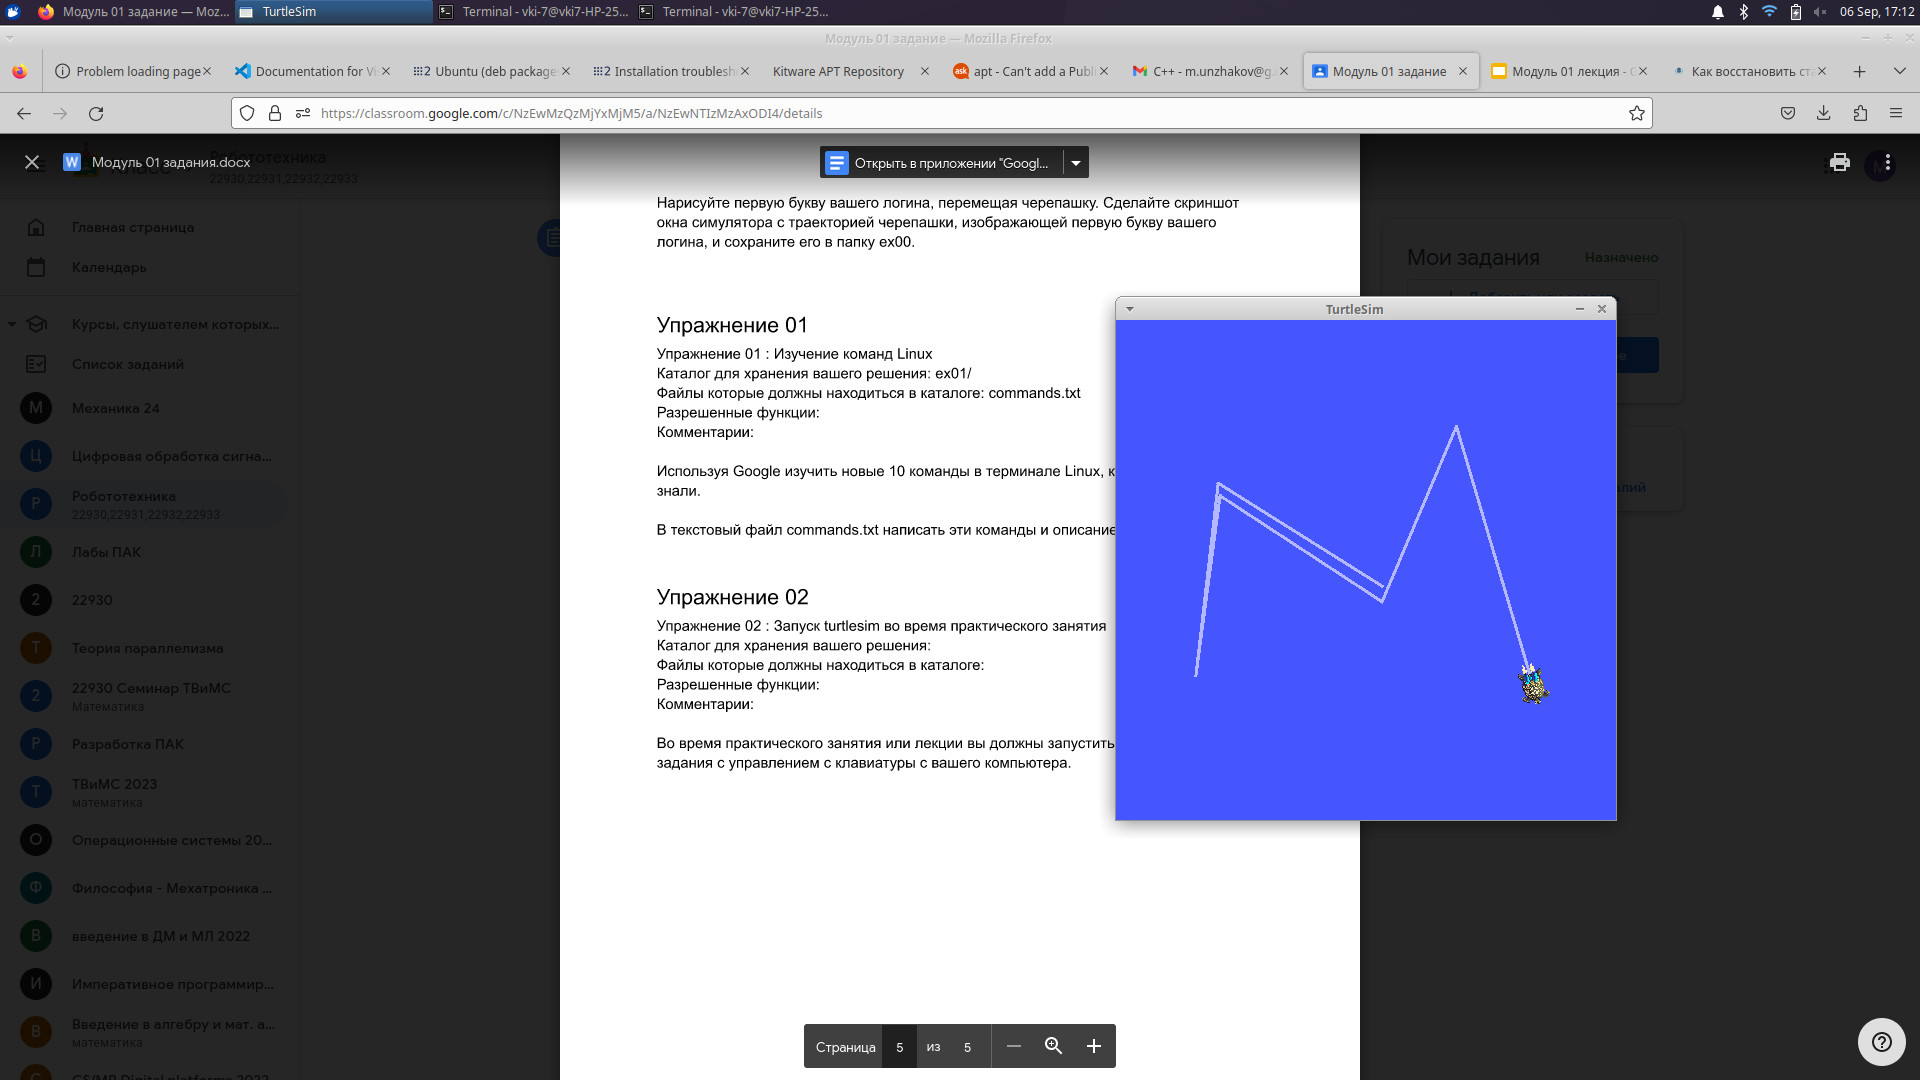 Модуль 01 задание — Moz...
TurtleSim
Terminal - vki-7@vki7-HP-25...
Terminal - vki-7@vki7-HP-25...
06 Sep, 17:12
Модуль 01 задание — Mozilla Firefox
Problem loading page
Documentation for Vi
Ubuntu (deb package
Installation troublesh
Kitware APT Repository
apt - Can't add a Publ
C++ - m.unzhakov@g
Модуль 01 задание
Модуль 01 лекция - G
Как восстановить ст
https://classroom.google.com/c/NzEwMzQzMjYxMjM5/a/NzEwNTIzMzAxODI4/details
Модуль 01 задания.docx
Робототехника
22930,22931,22932,22933
Открыть в приложении "Googl...
Главная страница
Календарь
Курсы, слушателем которых...
Список заданий
М Механика 24
Ц Цифровая обработка сигна...
Р Робототехника
22930,22931,22932,22933
Л Лабы ПАК
2 22930
Т Теория параллелизма
2 22930 Семинар ТВиМС
Математика
Р Разработка ПАК
Т ТВиМС 2023
математика
О Операционные системы 20...
Ф Философия - Мехатроника ...
В введение в ДМ и МЛ 2022
И Императивное программир...
В Введение в алгебру и мат. а...
математика
Нарисуйте первую букву вашего логина, перемещая черепашку. Сделайте скриншот
окна симулятора с траекторией черепашки, изображающей первую букву вашего
логина, и сохраните его в папку ex00.
Упражнение 01
Упражнение 01 : Изучение команд Linux
Каталог для хранения вашего решения: ex01/
Файлы которые должны находиться в каталоге: commands.txt
Разрешенные функции:
Комментарии:
Используя Google изучить новые 10 команды в терминале Linux, к
знали.
В текстовый файл commands.txt написать эти команды и описание
Упражнение 02
Упражнение 02 : Запуск turtlesim во время практического занятия
Каталог для хранения вашего решения:
Файлы которые должны находиться в каталоге:
Разрешенные функции:
Комментарии:
Во время практического занятия или лекции вы должны запустить
задания с управлением с клавиатуры с вашего компьютера.
Мои задания
Назначено
TurtleSim
Страница 5 из 5